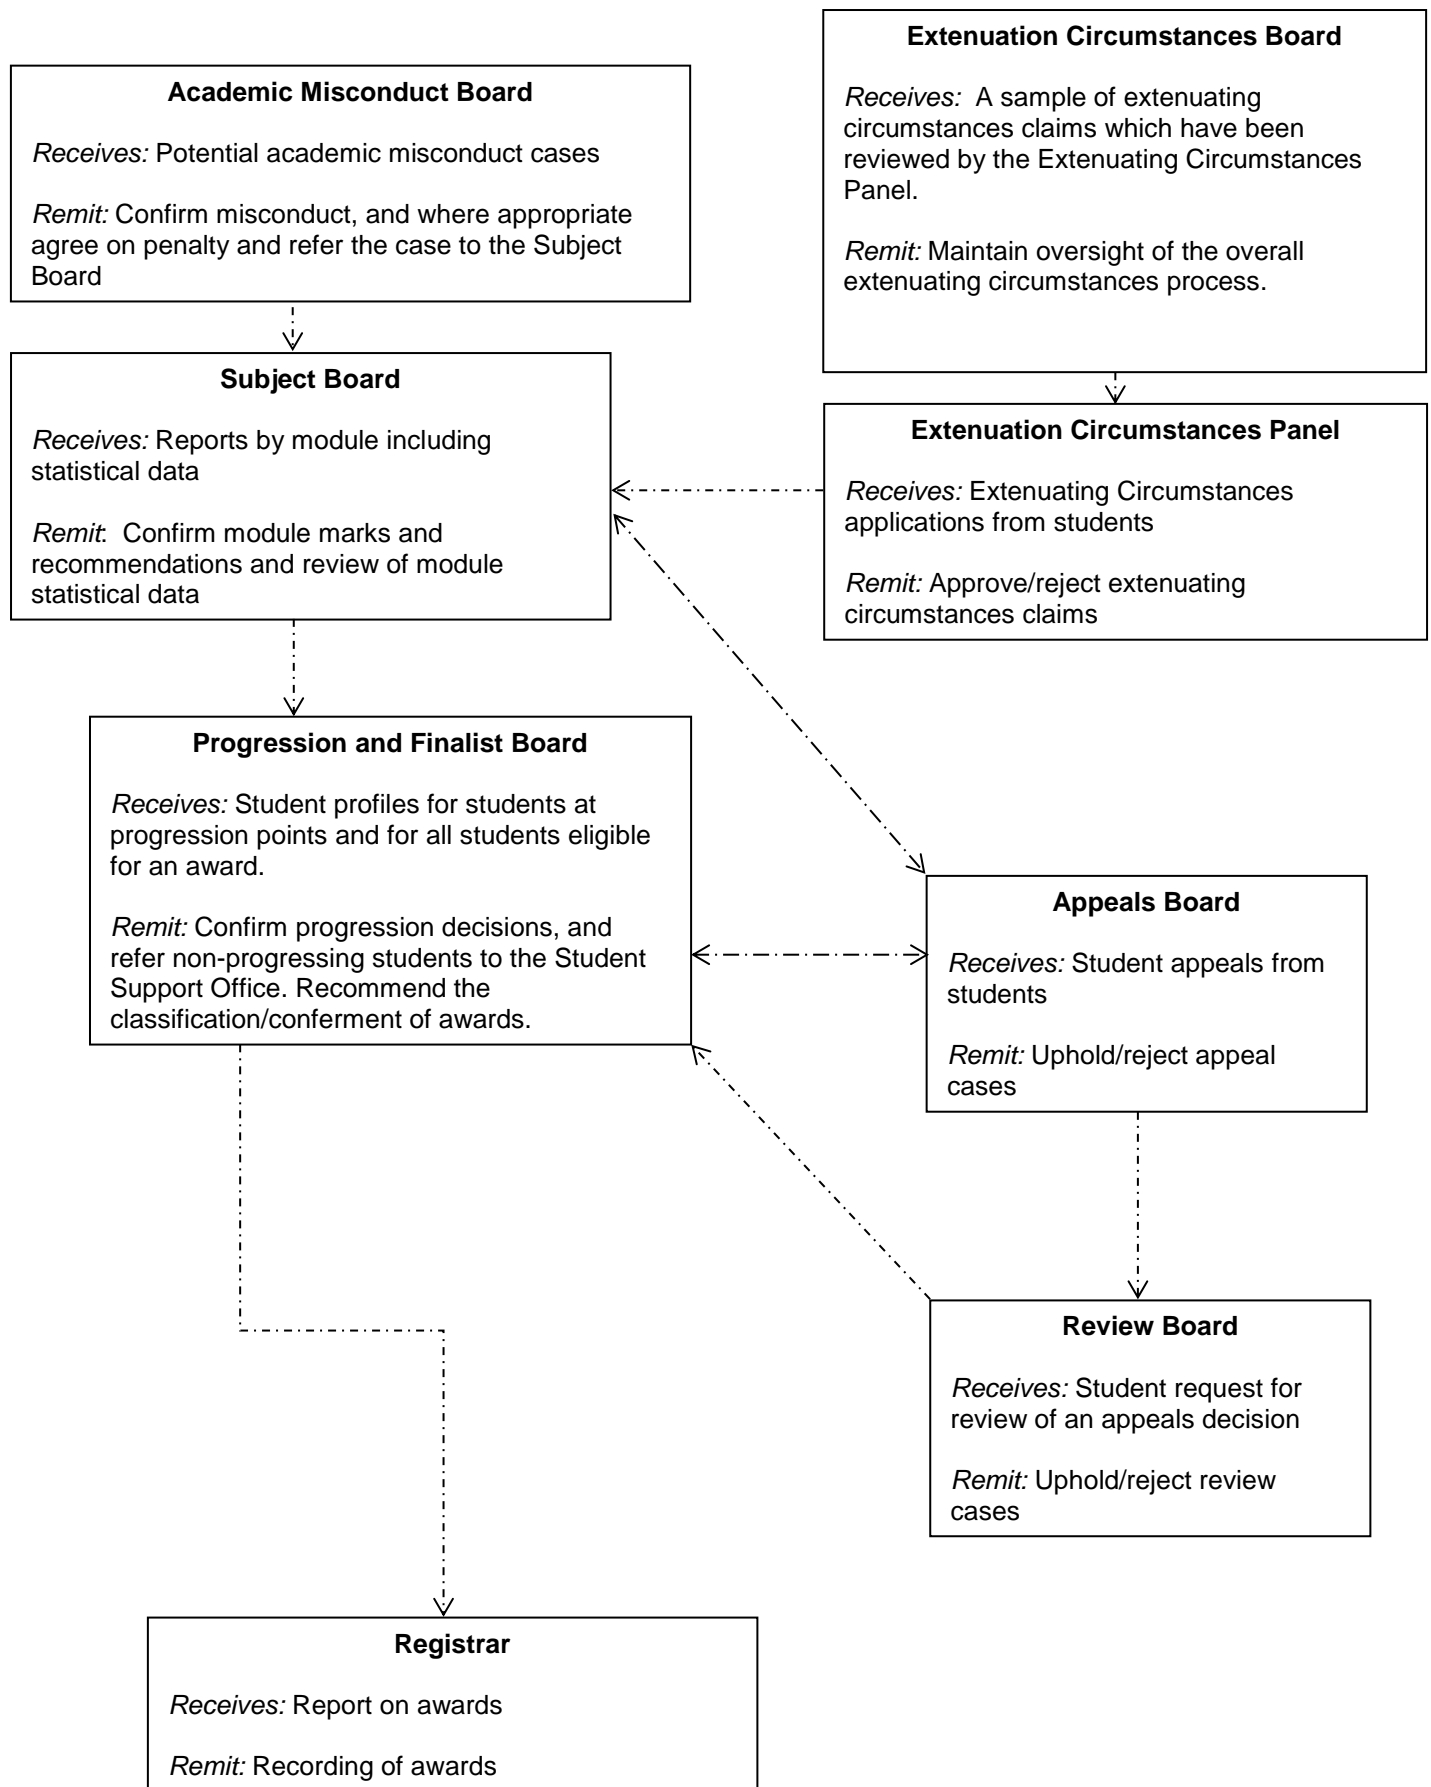 Academic Misconduct Board
Receives: Potential academic misconduct cases
Remit: Confirm misconduct, and where appropriate
agree on penalty and refer the case to the Subject
Board
Extenuation Circumstances Board
Receives:  A sample of extenuating
circumstances claims which have been
reviewed by the Extenuating Circumstances
Panel.
Remit: Maintain oversight of the overall
extenuating circumstances process.
Subject Board
Receives: Reports by module including
statistical data
Remit:  Confirm module marks and
recommendations and review of module
statistical data
Extenuation Circumstances Panel
Receives: Extenuating Circumstances
applications from students
Remit: Approve/reject extenuating
circumstances claims
Progression and Finalist Board
Receives: Student profiles for students at
progression points and for all students eligible
for an award.
Remit: Confirm progression decisions, and
refer non-progressing students to the Student
Support Office. Recommend the
classification/conferment of awards.
Appeals Board
Receives: Student appeals from
students
Remit: Uphold/reject appeal
cases
Review Board
Receives: Student request for
review of an appeals decision
Remit: Uphold/reject review
cases
Registrar
Receives: Report on awards
Remit: Recording of awards